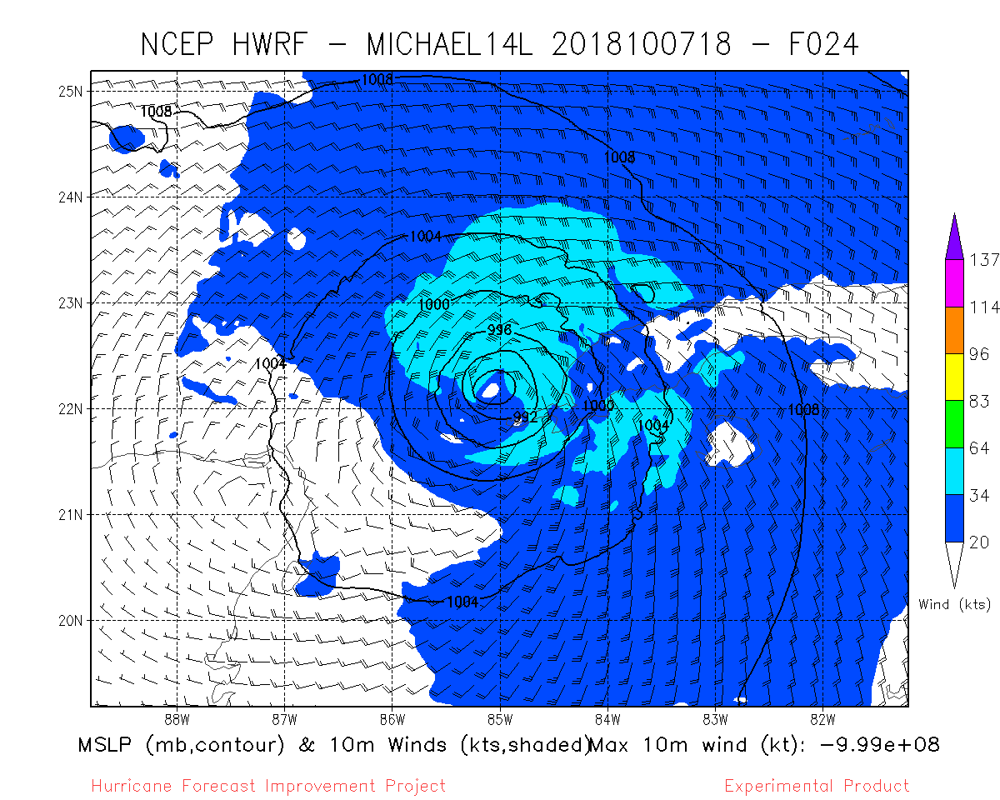 NCEP HWRF - MICHAEL14L 2018100718 - F024
25N
1008
1008
1008
24N
1004
137
23N
1000
114
996
96
1004
83
22N
992
1000
1008
1004
64
34
21N
20
1004
Wind (kts)
20N
88W 87W 86W 85W 84W 83W 82W
MSLP (mb,contour) & 10m Winds (kts,shaded) Max 10m wind (kt): -9.99e+08
Hurricane Forecast Improvement Project Experimental Product